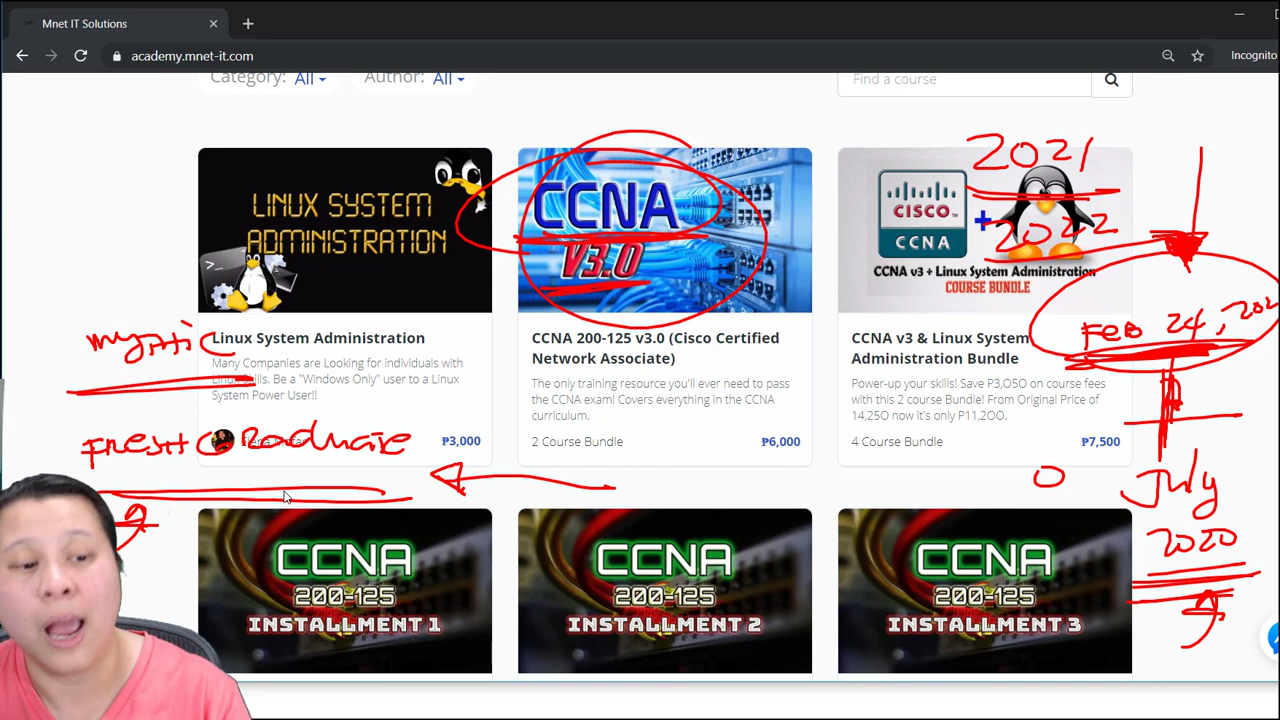 Mnet IT Solutions
academy.mnet-it.com
Incognito
Category: All
Author: All
Find a course
LINUX SYSTEM
ADMINISTRATION
Linux System Administration
Many Companies are Looking for individuals with
Linux Skills. Be a "Windows Only" user to a Linux
System Power User!!
₱3,000
CCNA
V3.0
CCNA 200-125 v3.0 (Cisco Certified
Network Associate)
The only training resource you'll ever need to pass
the CCNA exam! Covers everything in the CCNA
curriculum.
2 Course Bundle
₱6,000
CISCO
CCNA
+
CCNA v3 + Linux System Administration
COURSE BUNDLE
CCNA v3 & Linux System
Administration Bundle
Power-up your skills! Save P3,050 on course fees
with this 2 course Bundle! From Original Price of
14,250 now It's only P11,200.
4 Course Bundle
₱7,500
2021
2022
FEB 24, 202
July
2020
0
FRESH GRADUATE
CCNA
200-125
INSTALLMENT 1
CCNA
200-125
INSTALLMENT 2
CCNA
200-125
INSTALLMENT 3